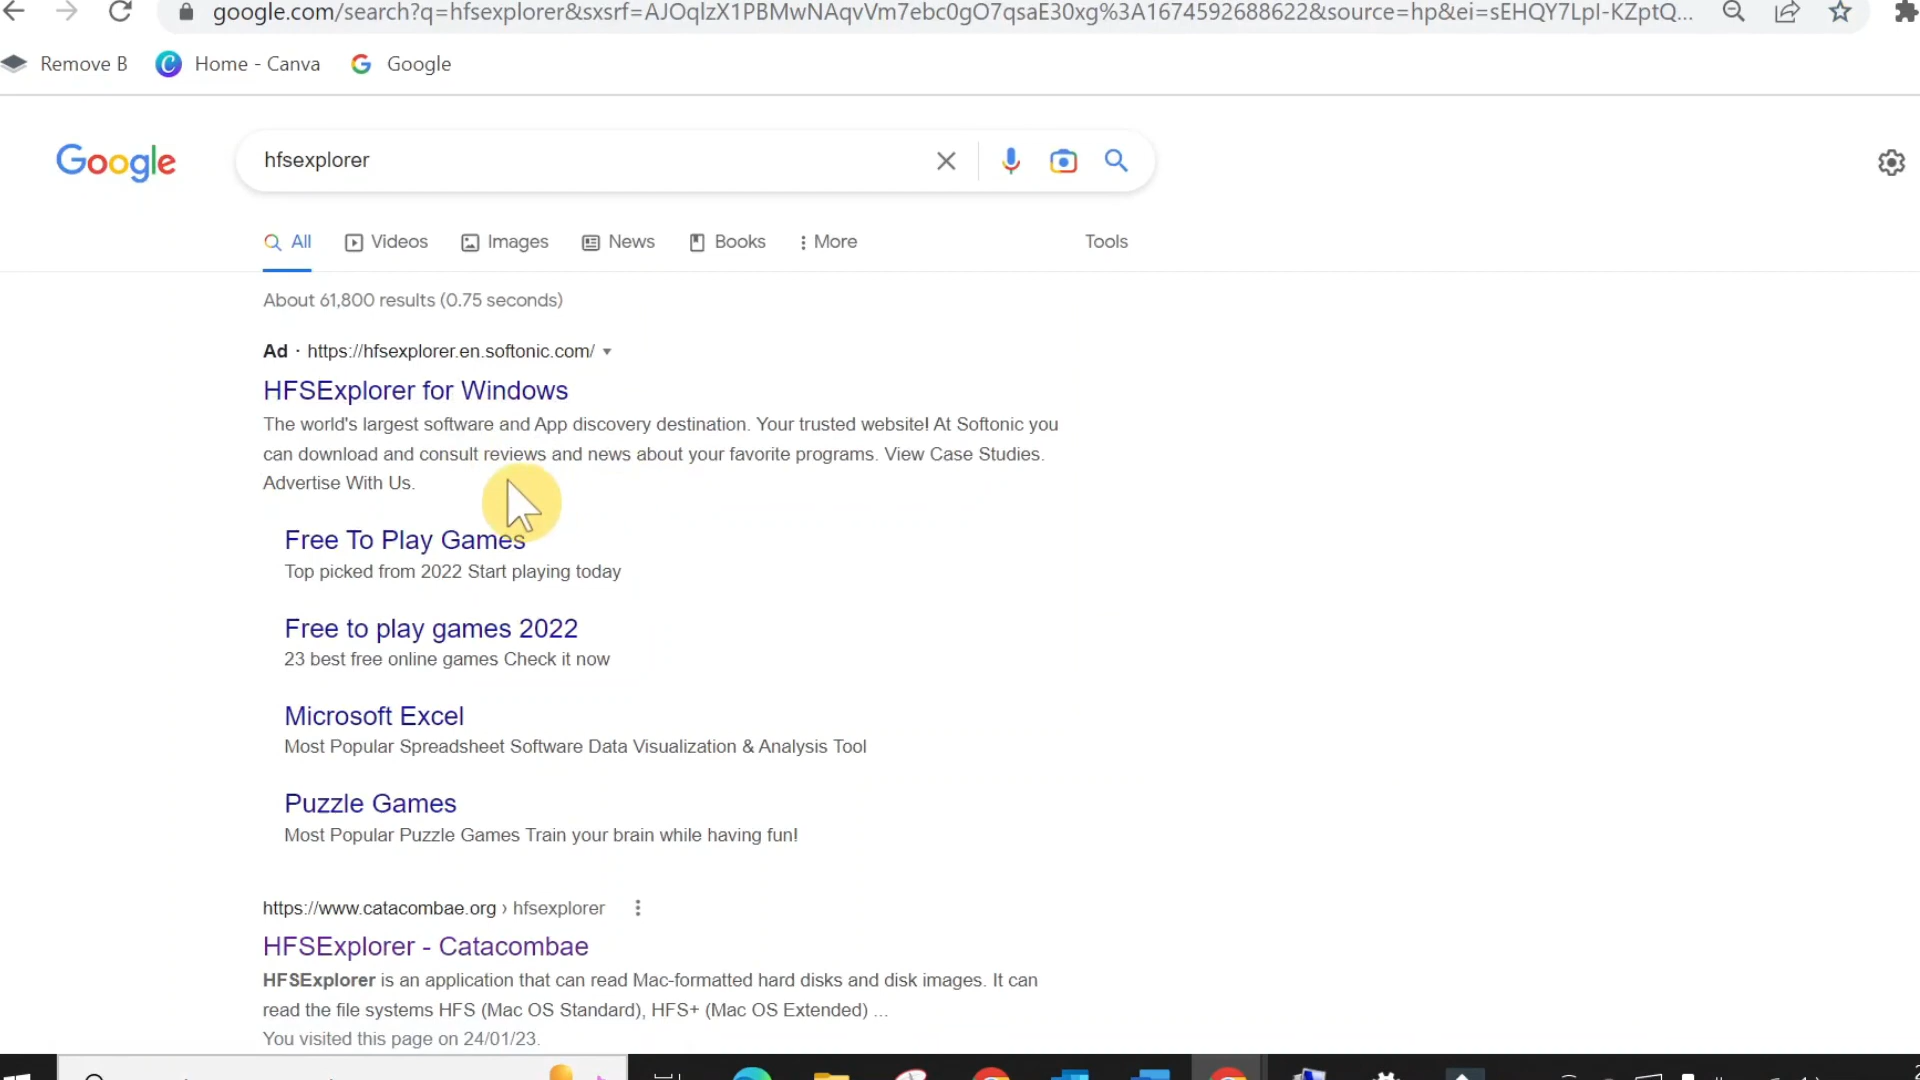 google.com/search?q=hfsexplorer&sxsrf=AJOqlzX1PBMwNAqvVm7ebc0gO7qsaE30xg%3A1674592688622&source=hp&ei=sEHQY7LpI-KZptQ...
Remove B
Home - Canva
Google
Google
hfsexplorer
All
Videos
Images
News
Books
More
Tools
About 61,800 results (0.75 seconds)
Ad · https://hfsexplorer.en.softonic.com/
HFSExplorer for Windows
The world's largest software and App discovery destination. Your trusted website! At Softonic you
can download and consult reviews and news about your favorite programs. View Case Studies.
Advertise With Us.
Free To Play Games
Top picked from 2022 Start playing today
Free to play games 2022
23 best free online games Check it now
Microsoft Excel
Most Popular Spreadsheet Software Data Visualization & Analysis Tool
Puzzle Games
Most Popular Puzzle Games Train your brain while having fun!
https://www.catacombae.org › hfsexplorer
HFSExplorer - Catacombae
HFSExplorer is an application that can read Mac-formatted hard disks and disk images. It can
read the file systems HFS (Mac OS Standard), HFS+ (Mac OS Extended) ...
You visited this page on 24/01/23.